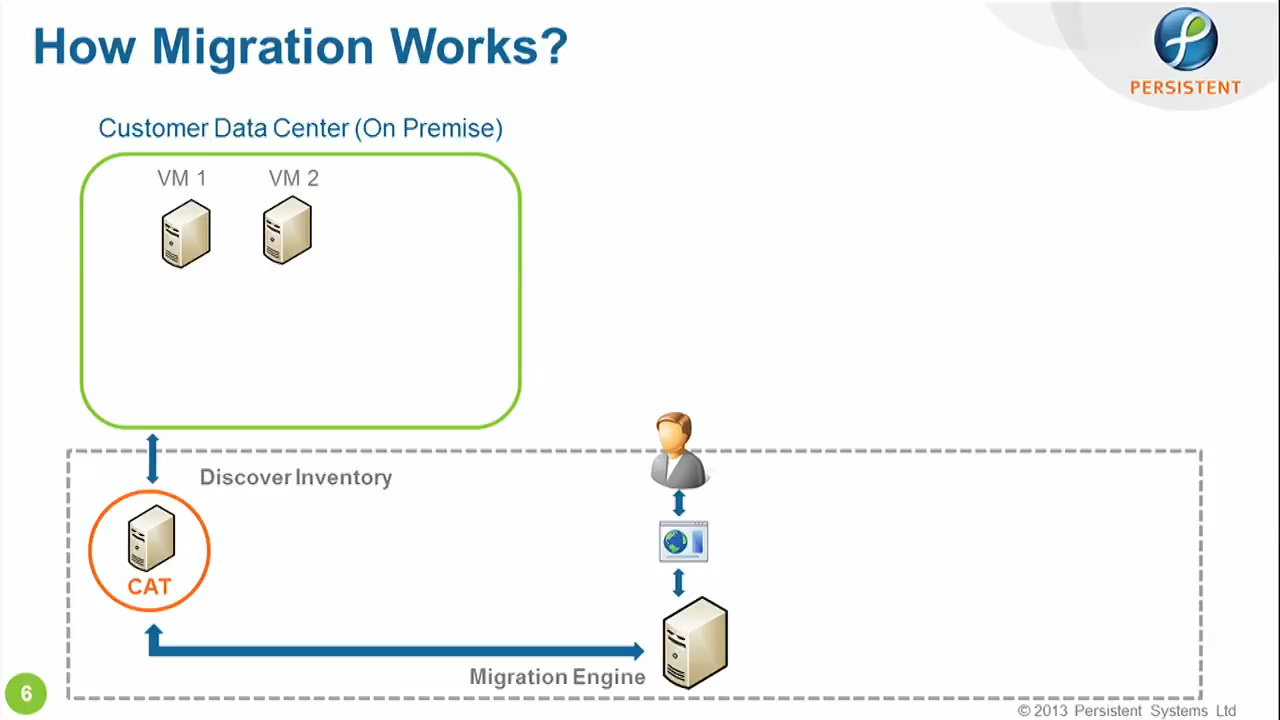 How Migration Works?
PERSISTENT
Customer Data Center (On Premise)
VM 1
VM 2
Discover Inventory
CAT
Migration Engine
6
© 2013 Persistent Systems Ltd